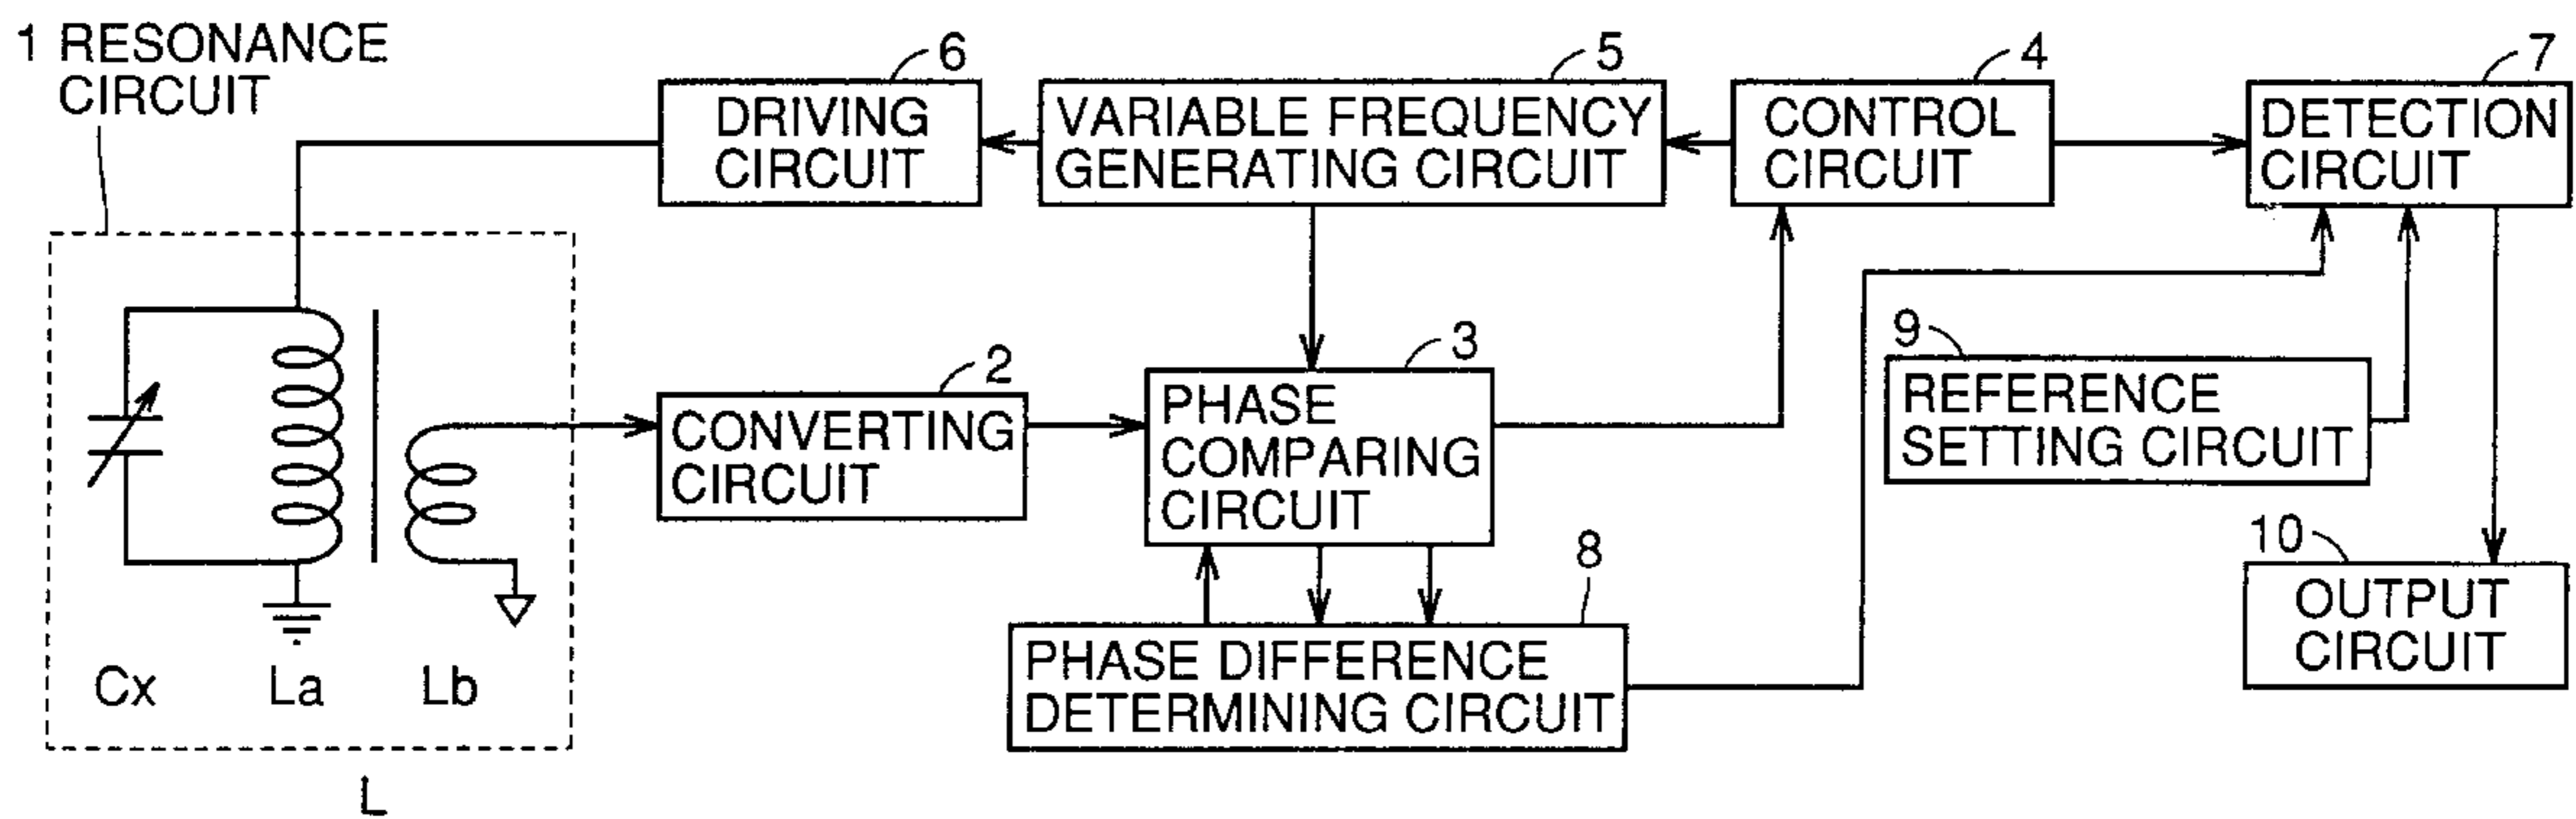 1 RESONANCE
CIRCUIT
6
DRIVING
CIRCUIT
5
VARIABLE FREQUENCY
GENERATING CIRCUIT
4
CONTROL
CIRCUIT
7
DETECTION
CIRCUIT
2
CONVERTING
CIRCUIT
3
PHASE
COMPARING
CIRCUIT
9
REFERENCE
SETTING CIRCUIT
8
PHASE DIFFERENCE
DETERMINING CIRCUIT
10
OUTPUT
CIRCUIT
Cx La Lb
L